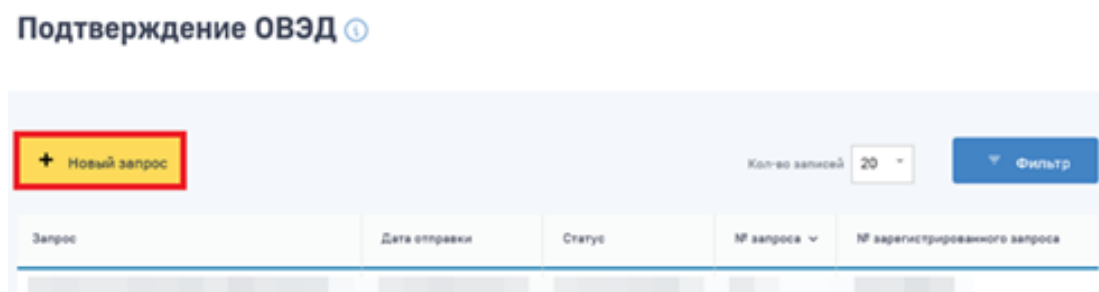 Подтверждение ОВЭД
+ Новый запрос
Кол-во записей 20
Фильтр
Запрос Дата отправки Статус № запроса № зарегистрированного запроса